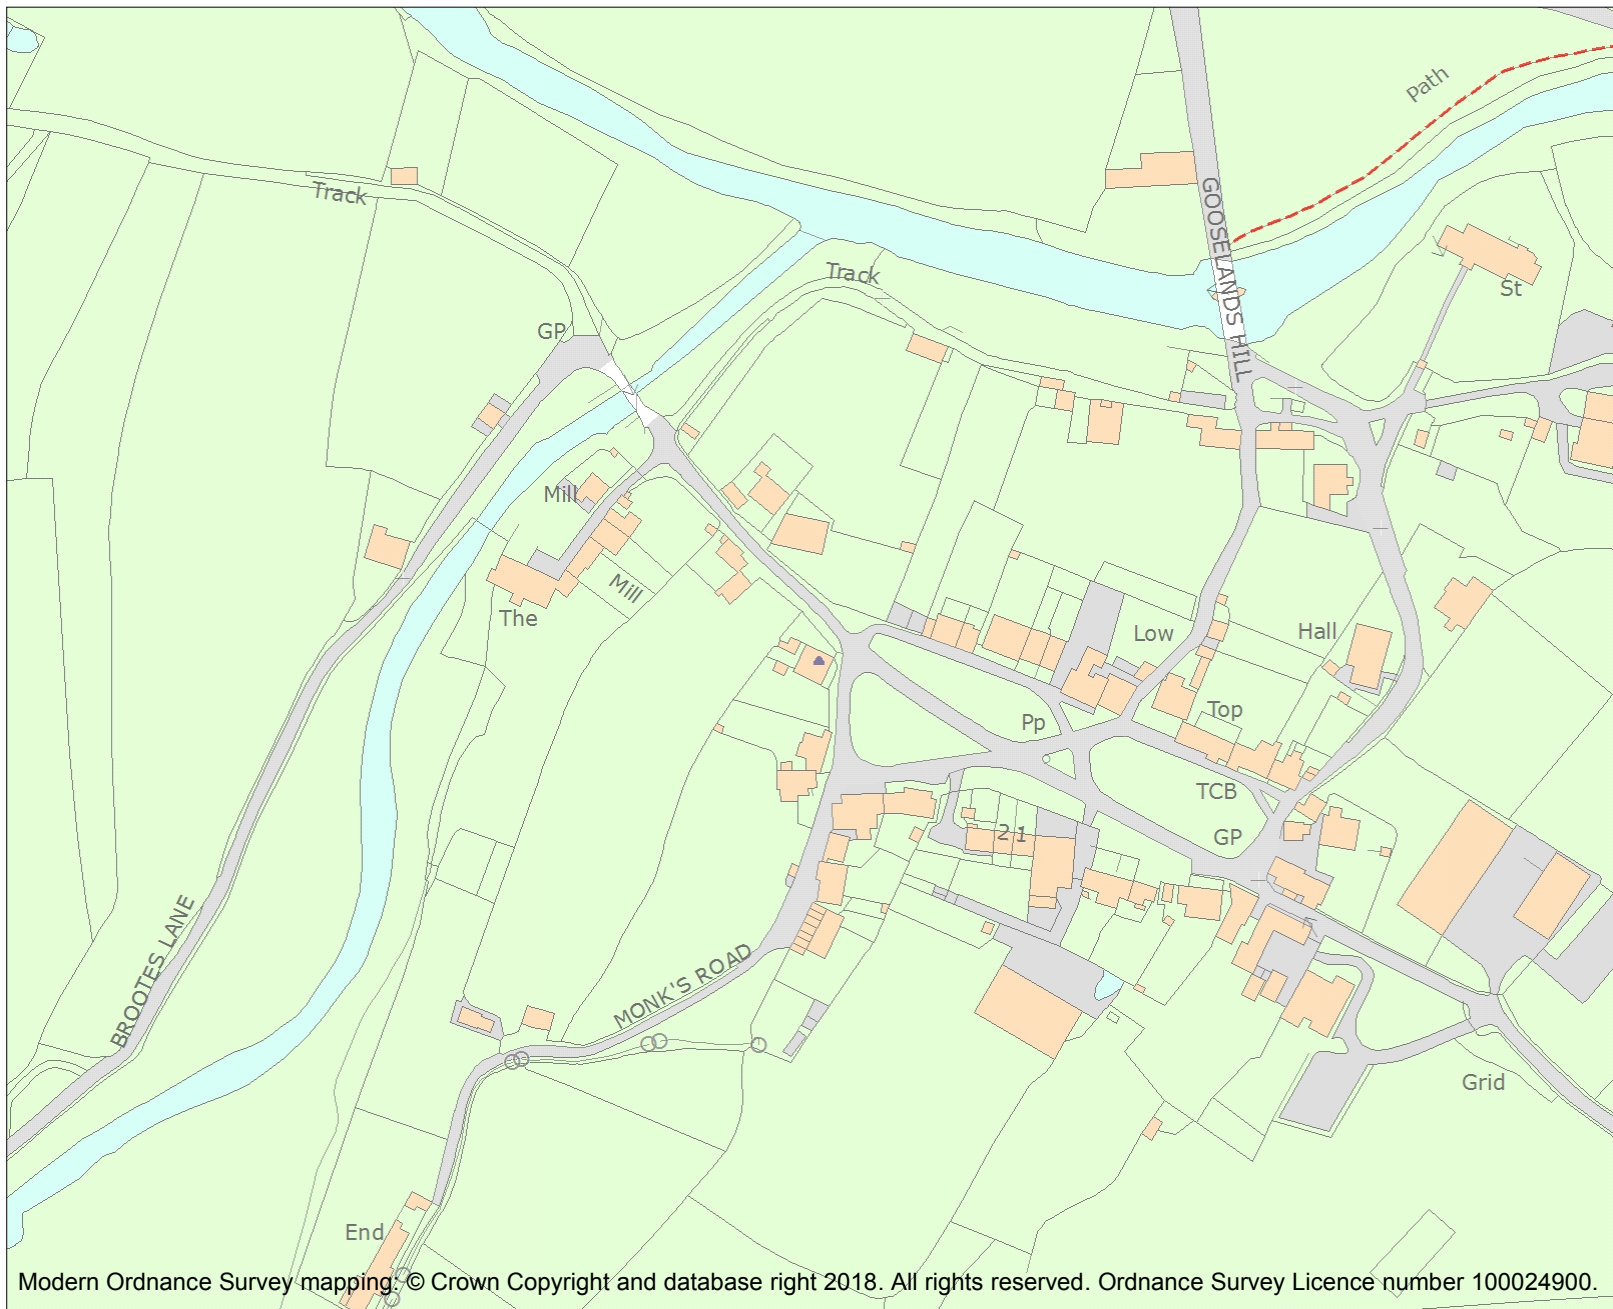 Path
Track
GOOSELANDS HILL
Track
St
GP
Mill
Mill
The
Low
Hall
Top
Pp
TCB
GP
2 1
BROOTES LANE
MONK'S ROAD
Grid
End
Modern Ordnance Survey mapping: © Crown Copyright and database right 2018. All rights reserved. Ordnance Survey Licence number 100024900.